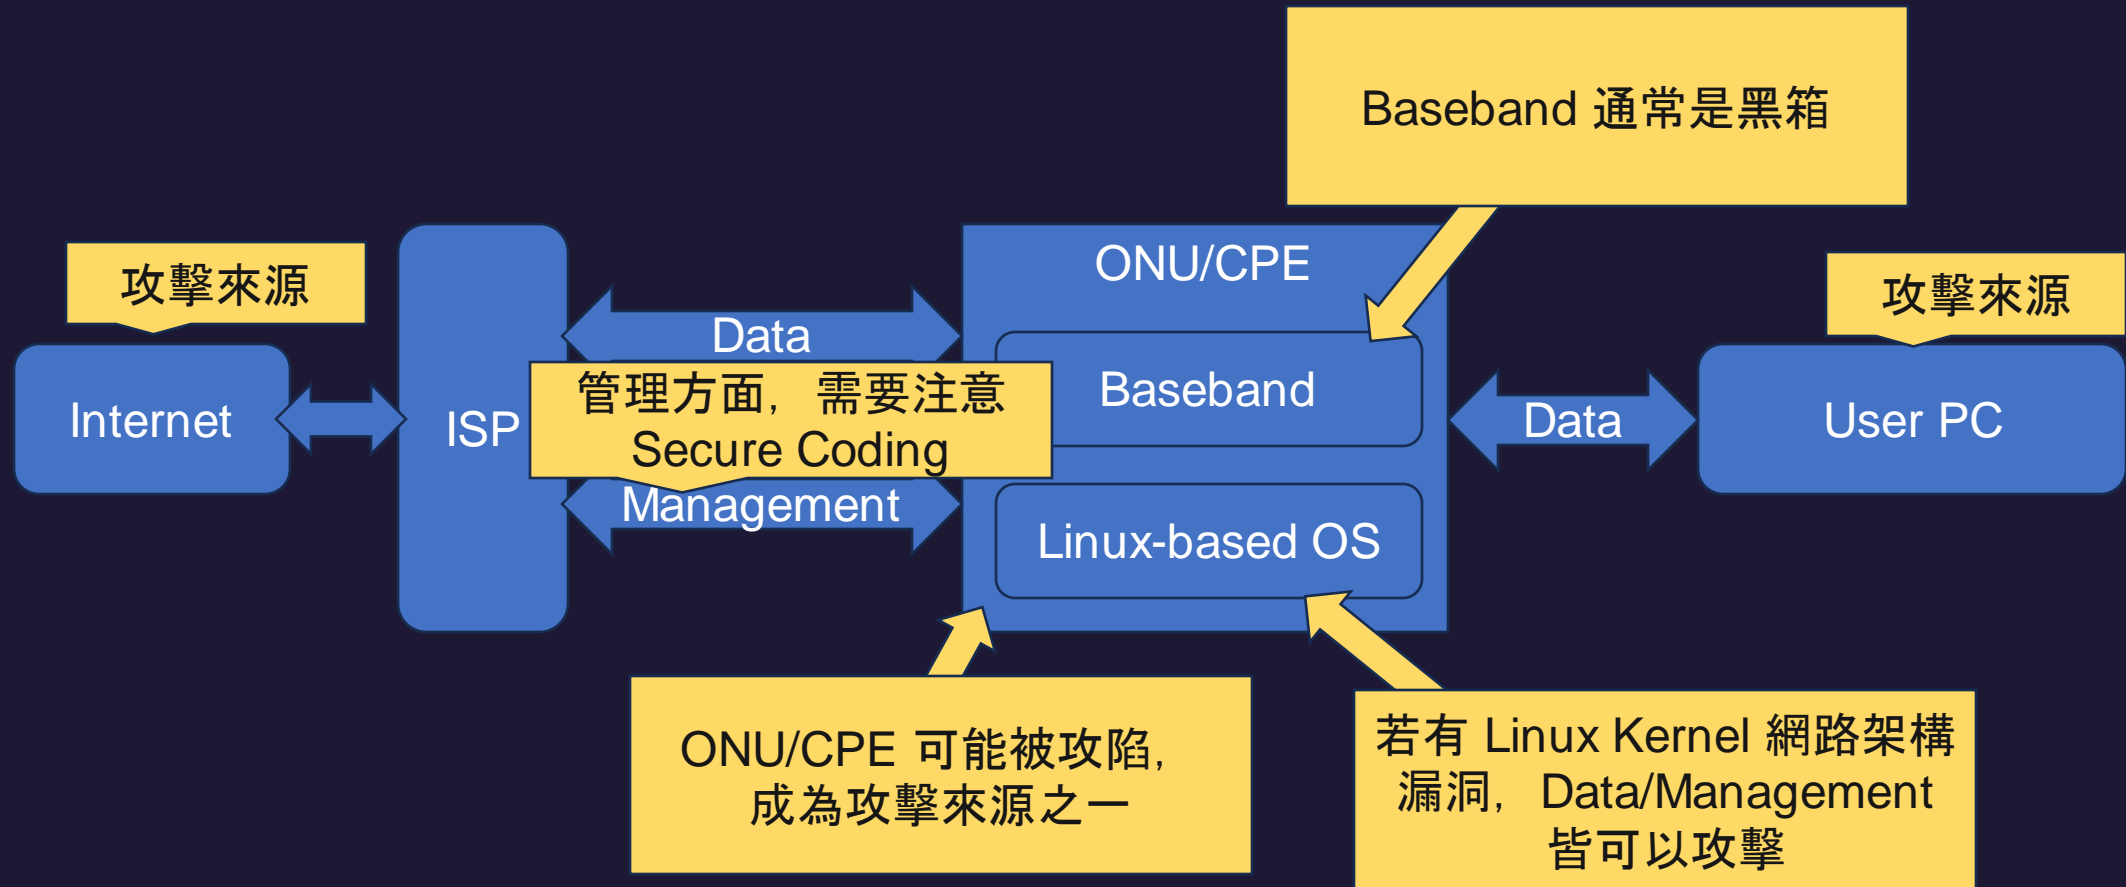 Baseband 通常是黑箱
攻擊來源
攻擊來源
ONU/CPE
Data
Internet
ISP
管理方面，需要注意
Secure Coding
Baseband
Data
User PC
Management
Linux-based OS
ONU/CPE 可能被攻陷，
成為攻擊來源之一
若有 Linux Kernel 網路架構
漏洞，Data/Management
皆可以攻擊